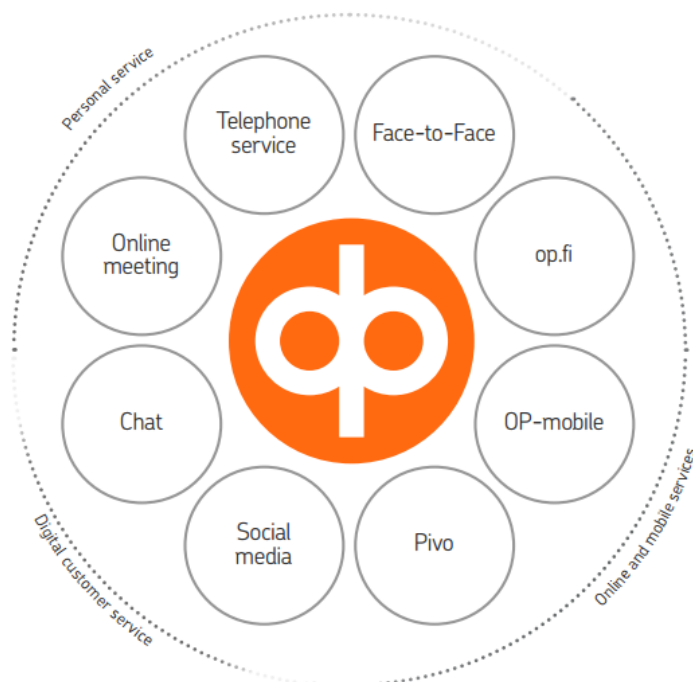 Personal service
Telephone
service
Face-to-Face
Online
meeting
op.fi
Chat
OP-mobile
Social
media
Pivo
Digital customer service
Online and mobile services